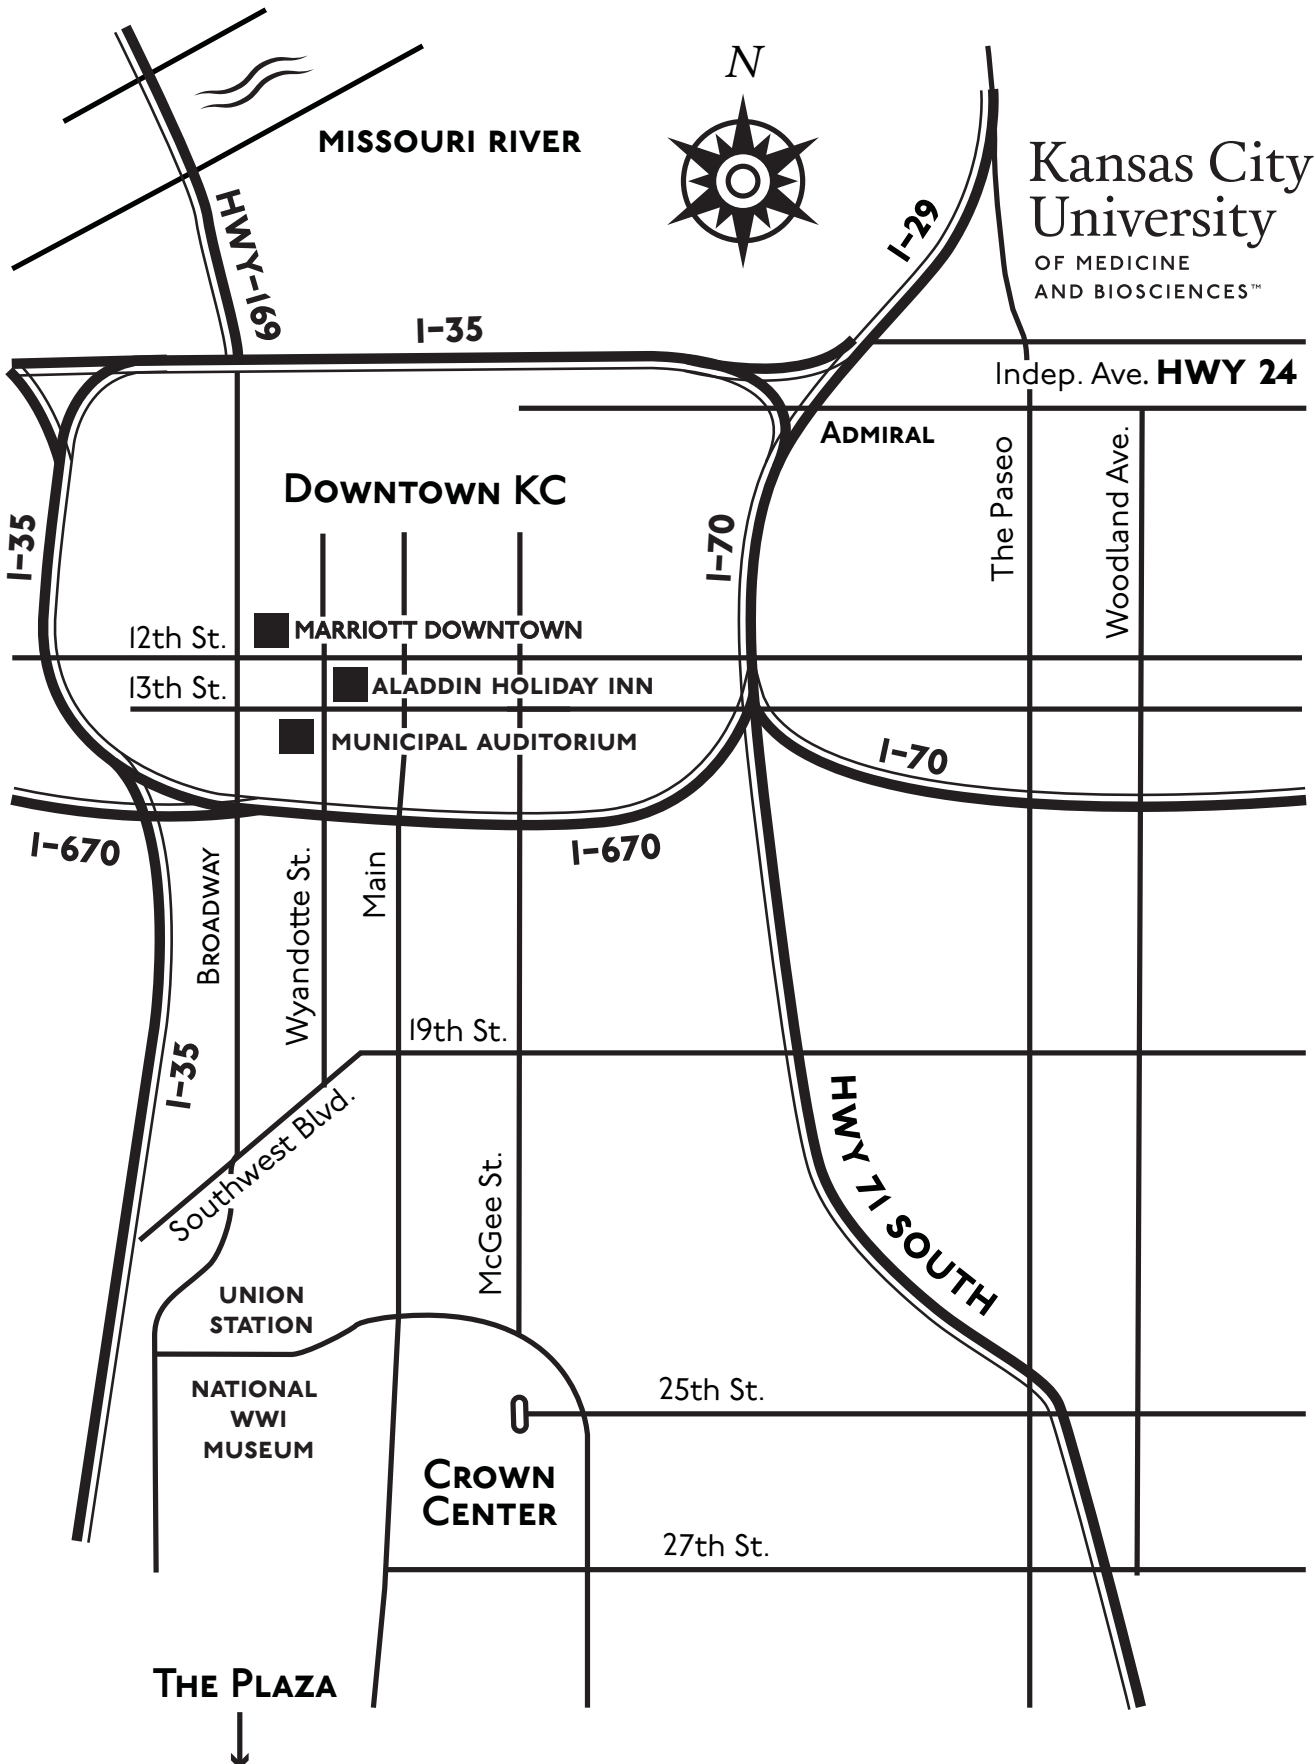 N
MISSOURI RIVER
Kansas City
University
OF MEDICINE
AND BIOSCIENCES™
HWY-169
I-29
I-35
Indep. Ave. HWY 24
ADMIRAL
DOWNTOWN KC
The Paseo
Woodland Ave.
I-35
I-70
12th St.
MARRIOTT DOWNTOWN
13th St.
ALADDIN HOLIDAY INN
MUNICIPAL AUDITORIUM
I-70
I-670
I-670
BROADWAY
Wyandotte St.
Main
19th St.
I-35
Southwest Blvd.
McGee St.
HWY 71 SOUTH
UNION
STATION
NATIONAL
WWI
MUSEUM
25th St.
CROWN
CENTER
27th St.
THE PLAZA